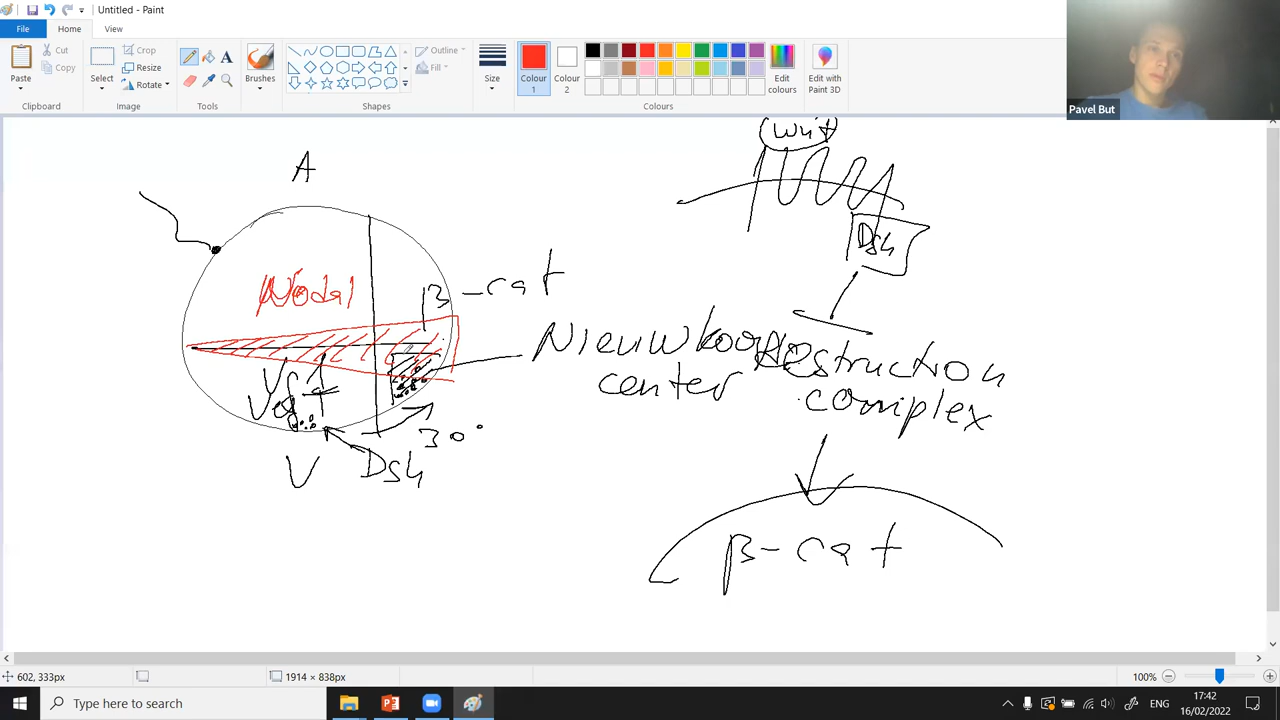 Untitled - Paint
File
Home
View
Paste
Cut
Copy
Clipboard
Select
Crop
Resize
Rotate
Image
Tools
Brushes
Shapes
Outline
Fill
Size
Colour 1
Colour 2
Edit colours
Edit with Paint 3D
Colours
Pavel But
A
Wnt
Dsh
Nodal
β-cat
Nieuwkoop
center
destruction
complex
VegT
30°
V
Dsh
β-cat
602, 333px
1914 × 838px
100%
Type here to search
ENG
17:42
16/02/2022